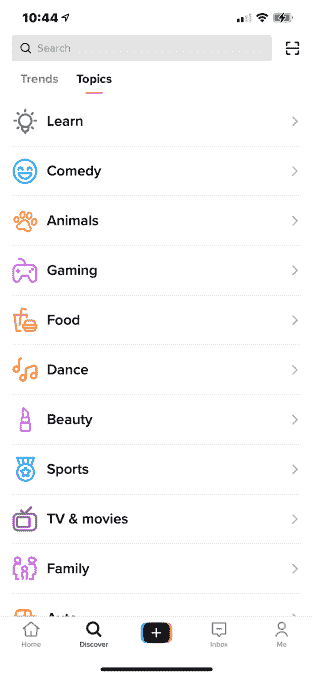 10:44
Search
Trends Topics
Learn
Comedy
Animals
Gaming
Food
Dance
Beauty
Sports
TV & movies
Family
Home Discover Inbox Me